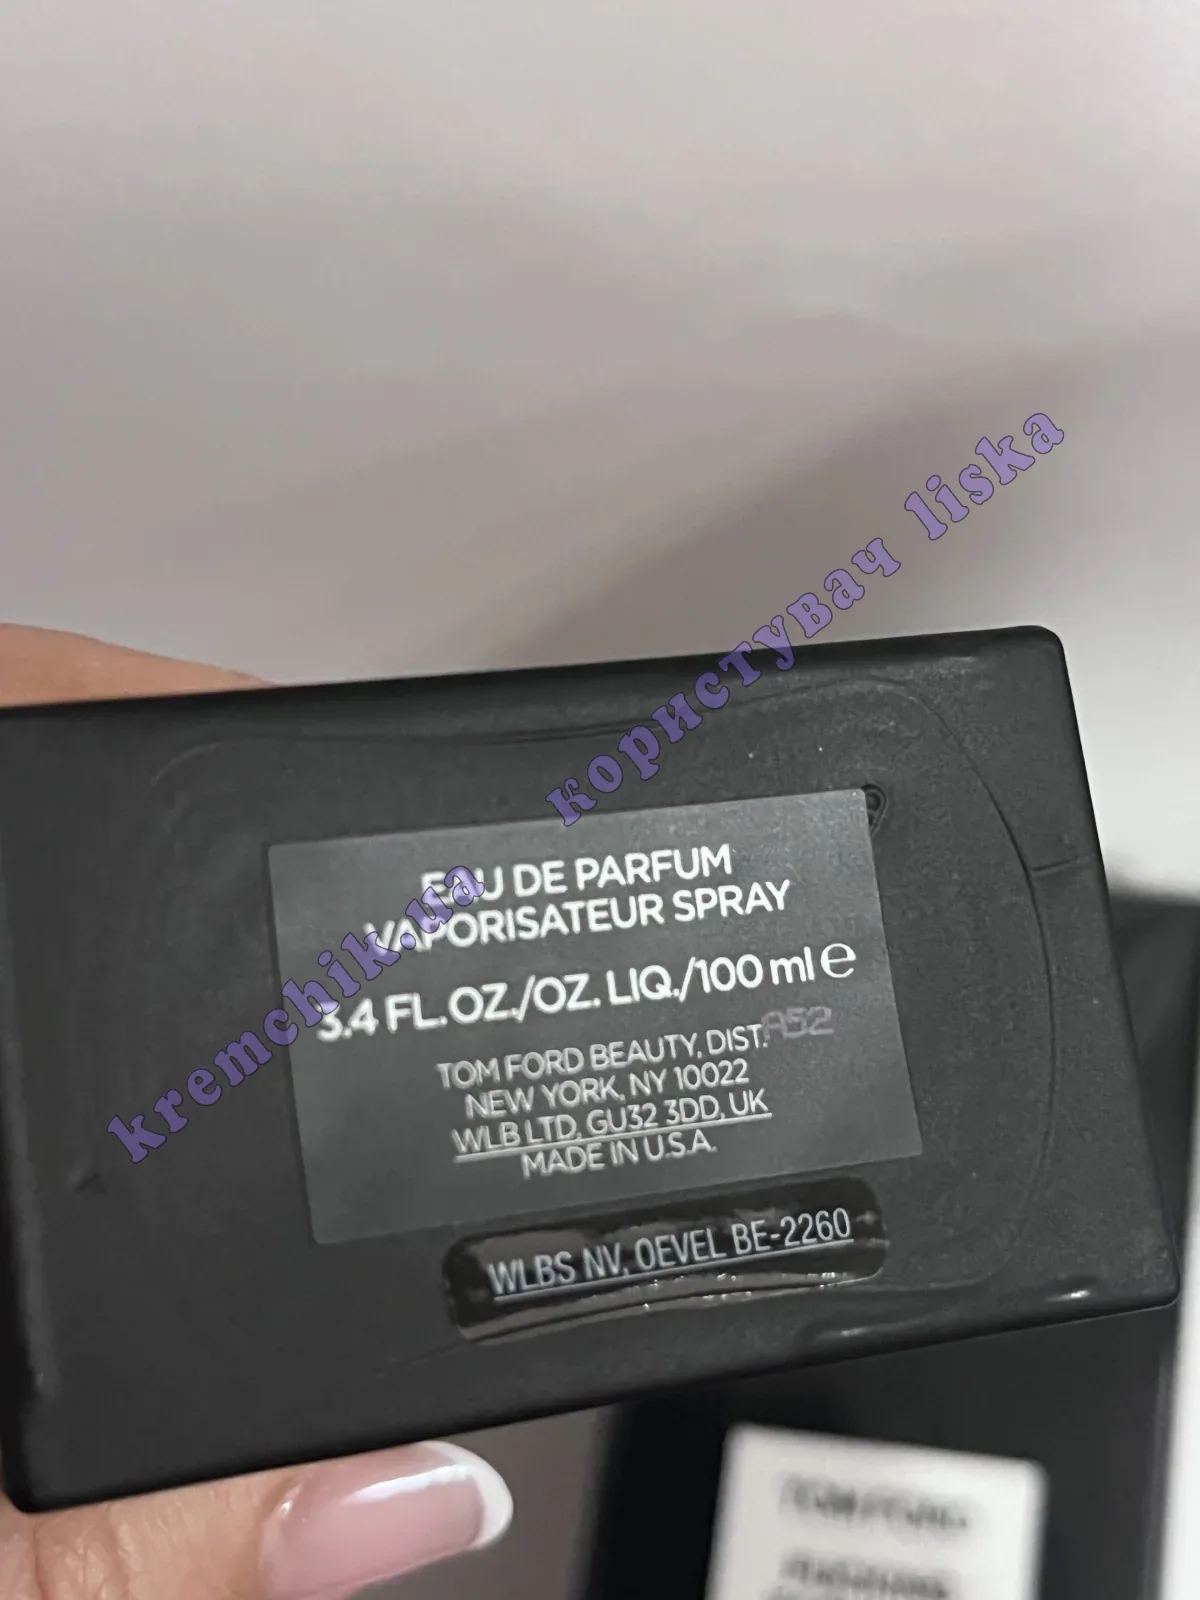 kremchik.ua користувач liska
EAU DE PARFUM
VAPORISATEUR SPRAY
3.4 FL.OZ./OZ. LIQ./100 ml e
A52
TOM FORD BEAUTY, DIST.
NEW YORK, NY 10022
WLB LTD, GU32 3DD, UK
MADE IN U.S.A.
WLBS NV, OEVEL BE-2260